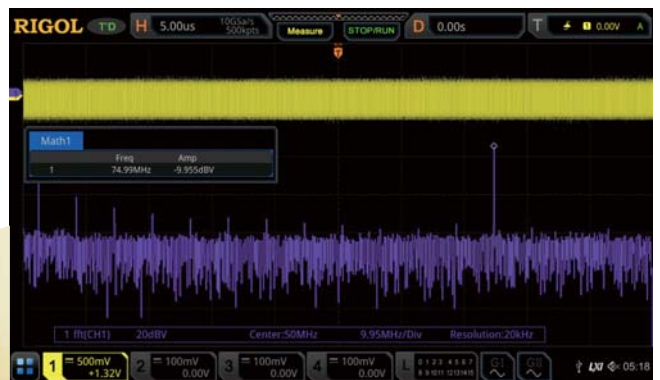 RIGOL T'D H 5.00us 10GSa/s 500kpts Measure STOP/RUN D 0.00s T 1 0.00V A
T
Math1
Freq Amp
1 74.99MHz -9.955dBV
1 fft(CH1) 20dBV Center:50MHz 9.95MHz/Div Resolution:20kHz
1 500mV +1.32V 2 100mV 0.00V 3 100mV 0.00V 4 100mV 0.00V L 0 1 2 3 4 5 6 7 8 9 10 11 12 13 14 15 GI GII LXI 05:18